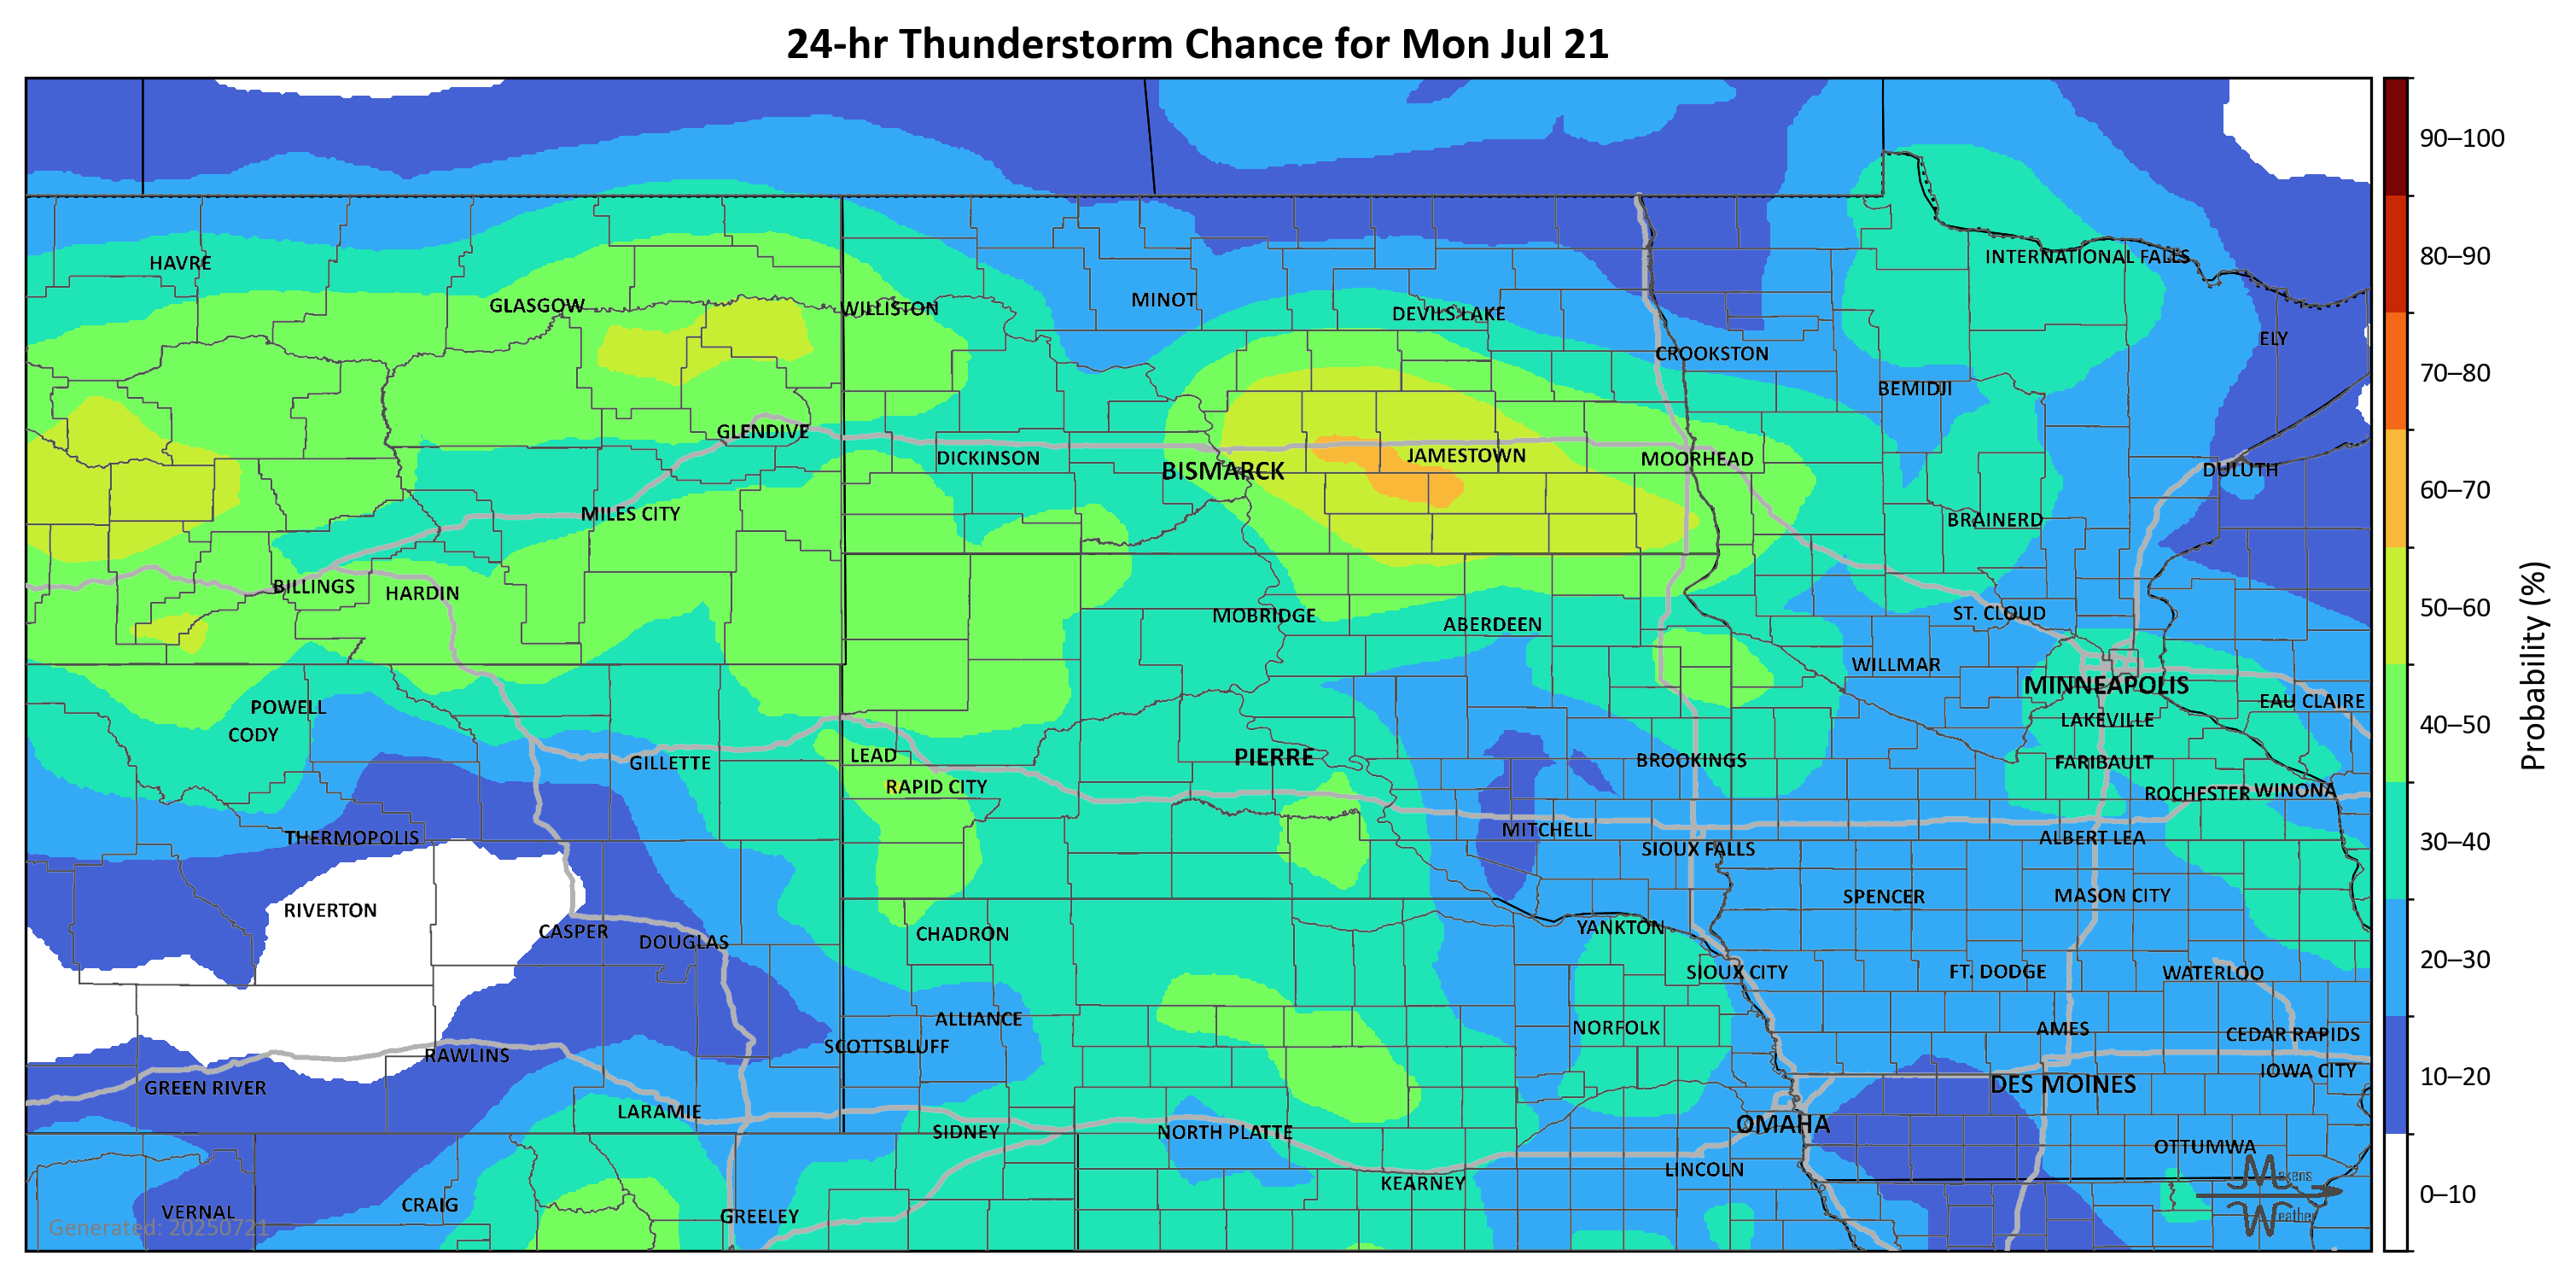 24-hr Thunderstorm Chance for Mon Jul 21
90–100
HAVRE
INTERNATIONAL FALLS
80–90
GLASGOW
WILLISTON
MINOT
DEVILS LAKE
ELY
CROOKSTON
70–80
BEMIDJI
GLENDIVE
DICKINSON
BISMARCK
JAMESTOWN
MOORHEAD
DULUTH
60–70
MILES CITY
BRAINERD
BILLINGS
HARDIN
MOBRIDGE
ABERDEEN
ST. CLOUD
50–60
WILLMAR
MINNEAPOLIS
POWELL
EAU CLAIRE
CODY
LAKEVILLE
40–50
Probability (%)
LEAD
PIERRE
GILLETTE
BROOKINGS
FARIBAULT
RAPID CITY
ROCHESTER
WINONA
THERMOPOLIS
MITCHELL
ALBERT LEA
30–40
SIOUX FALLS
RIVERTON
SPENCER
MASON CITY
CASPER
DOUGLAS
CHADRON
YANKTON
20–30
SIOUX CITY
FT. DODGE
WATERLOO
ALLIANCE
NORFOLK
AMES
CEDAR RAPIDS
SCOTTSBLUFF
RAWLINS
GREEN RIVER
DES MOINES
IOWA CITY
10–20
LARAMIE
SIDNEY
NORTH PLATTE
OMAHA
OTTUMWA
LINCOLN
KEARNEY
Makens
Weather
0–10
VERNAL
CRAIG
GREELEY
Generated: 20250721